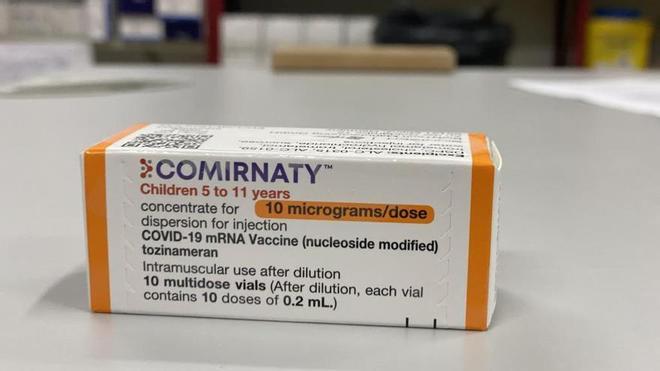 COMIRNATY™
Children 5 to 11 years
concentrate for 10 micrograms/dose
dispersion for injection
COVID-19 mRNA Vaccine (nucleoside modified)
tozinameran
Intramuscular use after dilution
10 multidose vials (After dilution, each vial
contains 10 doses of 0.2 mL.)